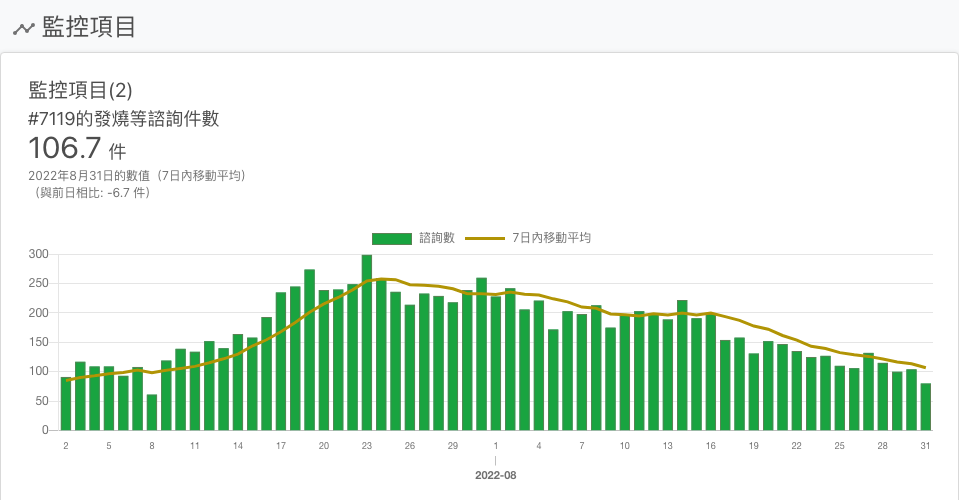 監控項目
監控項目(2)
#7119的發燒等諮詢件數
106.7 件
2022年8月31日的數值（7日內移動平均）
（與前日相比: -6.7 件）
諮詢數 7日內移動平均
300
250
200
150
100
50
0
2 5 8 11 14 17 20 23 26 29 1 4 7 10 13 16 19 22 25 28 31
2022-08